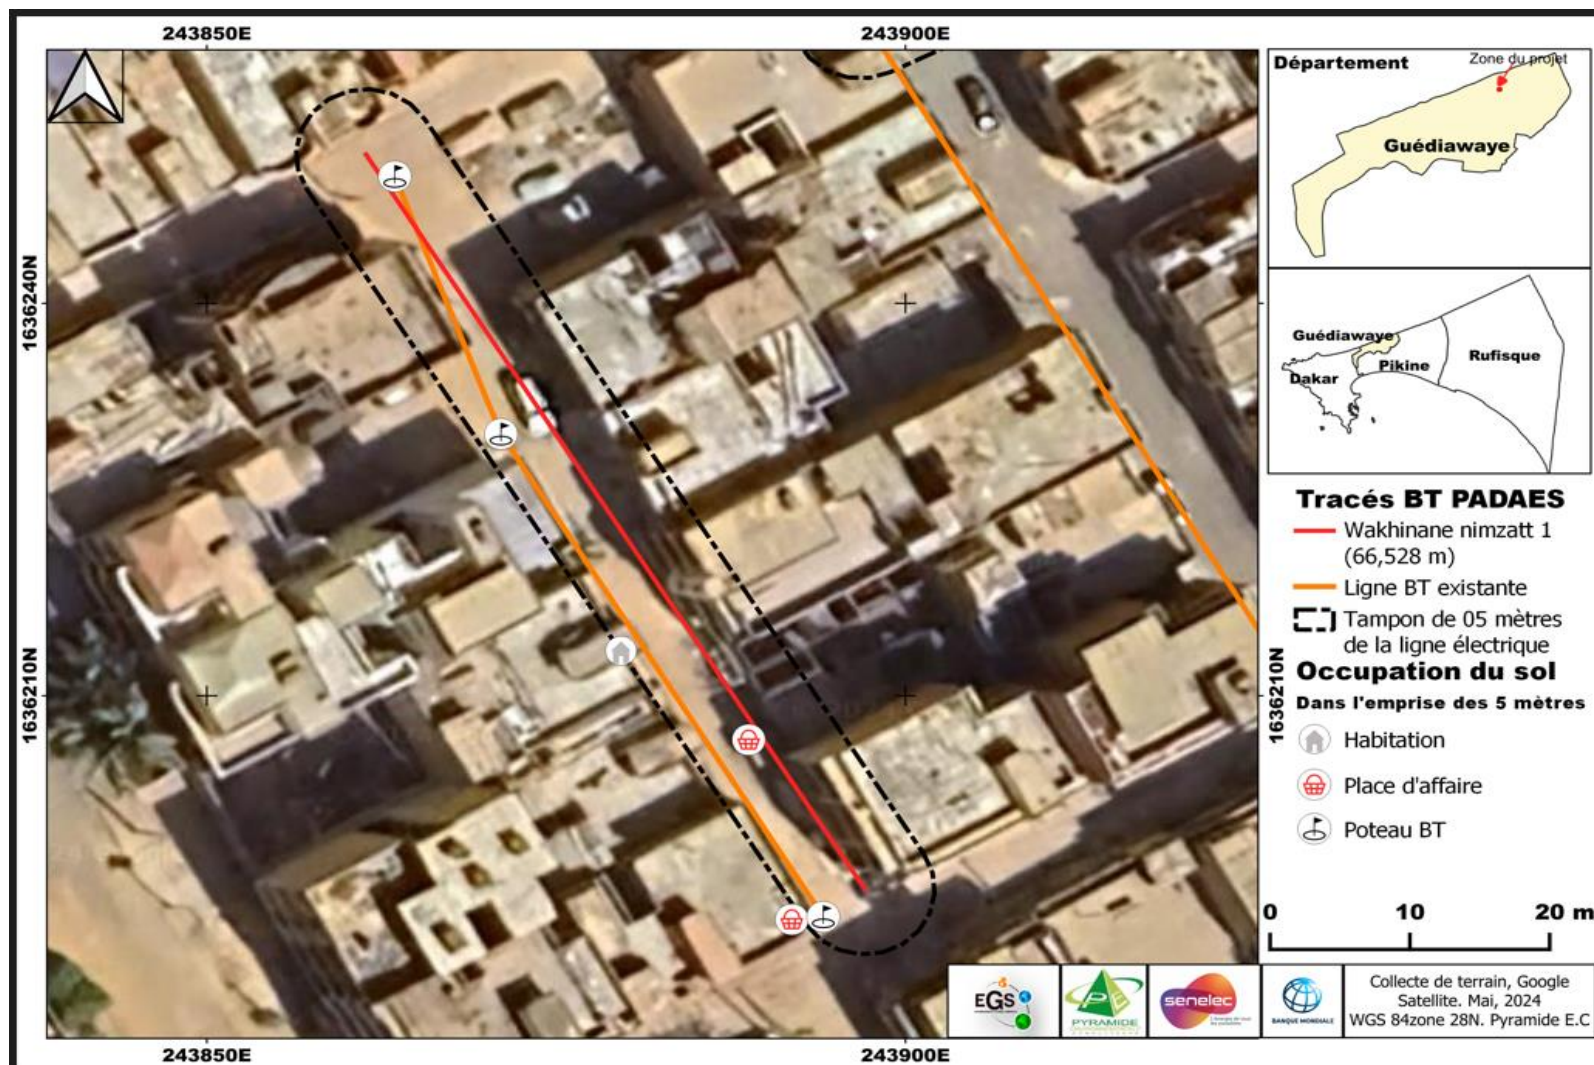 243850E
243900E
1636240N
1636210N
1636210N
243850E
243900E
Département
Zone du projet
Guédiawaye
Guédiawaye
Rufisque
Pikine
Dakar
Tracés BT PADAES
Wakhinane nimzatt 1
(66,528 m)
Ligne BT existante
Tampon de 05 mètres
de la ligne électrique
Occupation du sol
Dans l'emprise des 5 mètres
Habitation
Place d'affaire
Poteau BT
0 10 20 m
EGS
PE
PYRAMIDE
senelec
BANQUE MONDIALE
Collecte de terrain, Google
Satellite. Mai, 2024
WGS 84zone 28N. Pyramide E.C